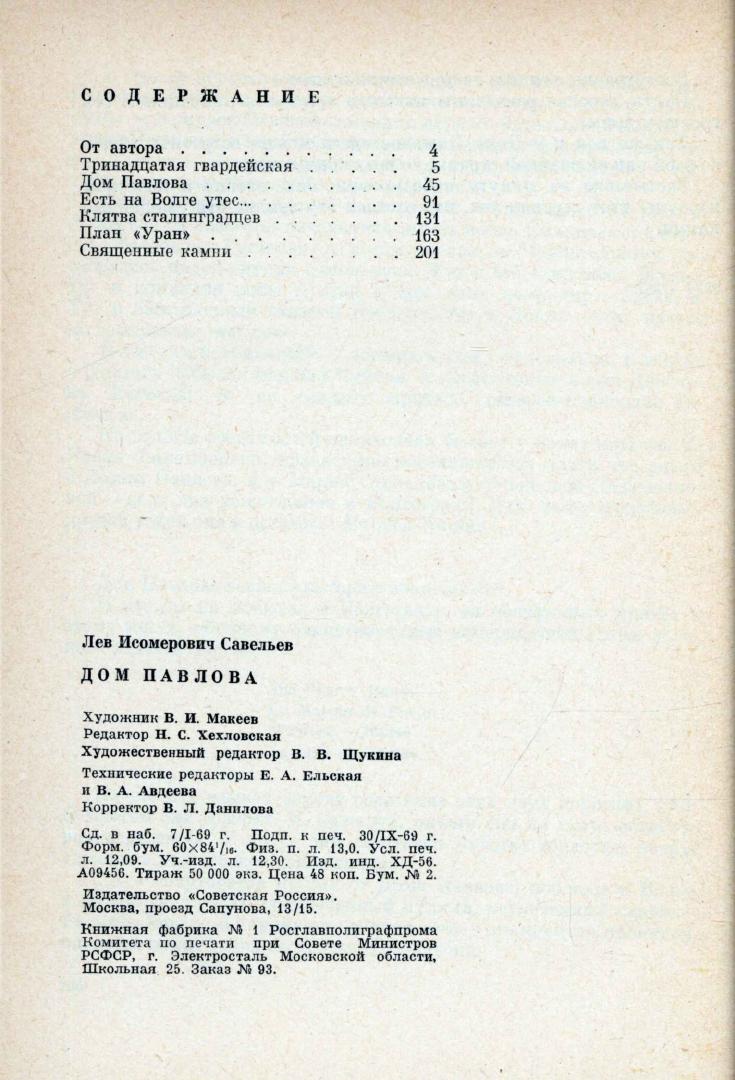 СОДЕРЖАНИЕ
От автора . . . . . . . . . . 4
Тринадцатая гвардейская . . . . . 5
Дом Павлова . . . . . . . . . 45
Есть на Волге утес... . . . . . . . 91
Клятва сталинградцев . . . . . . 131
План «Уран» . . . . . . . . . 163
Священные камни . . . . . . . 201
Лев Исомерович Савельев
ДОМ ПАВЛОВА
Художник В. И. Макеев
Редактор Н. С. Хехловская
Художественный редактор В. В. Щукина
Технические редакторы Е. А. Ельская
и В. А. Авдеева
Корректор В. Л. Данилова
Сд. в наб. 7/I-69 г. Подп. к печ. 30/IX-69 г.
Форм. бум. 60×84¹/₁₆. Физ. п. л. 13,0. Усл. печ.
л. 12,09. Уч.-изд. л. 12,30. Изд. инд. ХД-56.
А09456. Тираж 50 000 экз. Цена 48 коп. Бум. № 2.
Издательство «Советская Россия».
Москва, проезд Сапунова, 13/15.
Книжная фабрика № 1 Росглавполиграфпрома
Комитета по печати при Совете Министров
РСФСР, г. Электросталь Московской области,
Школьная 25. Заказ № 93.